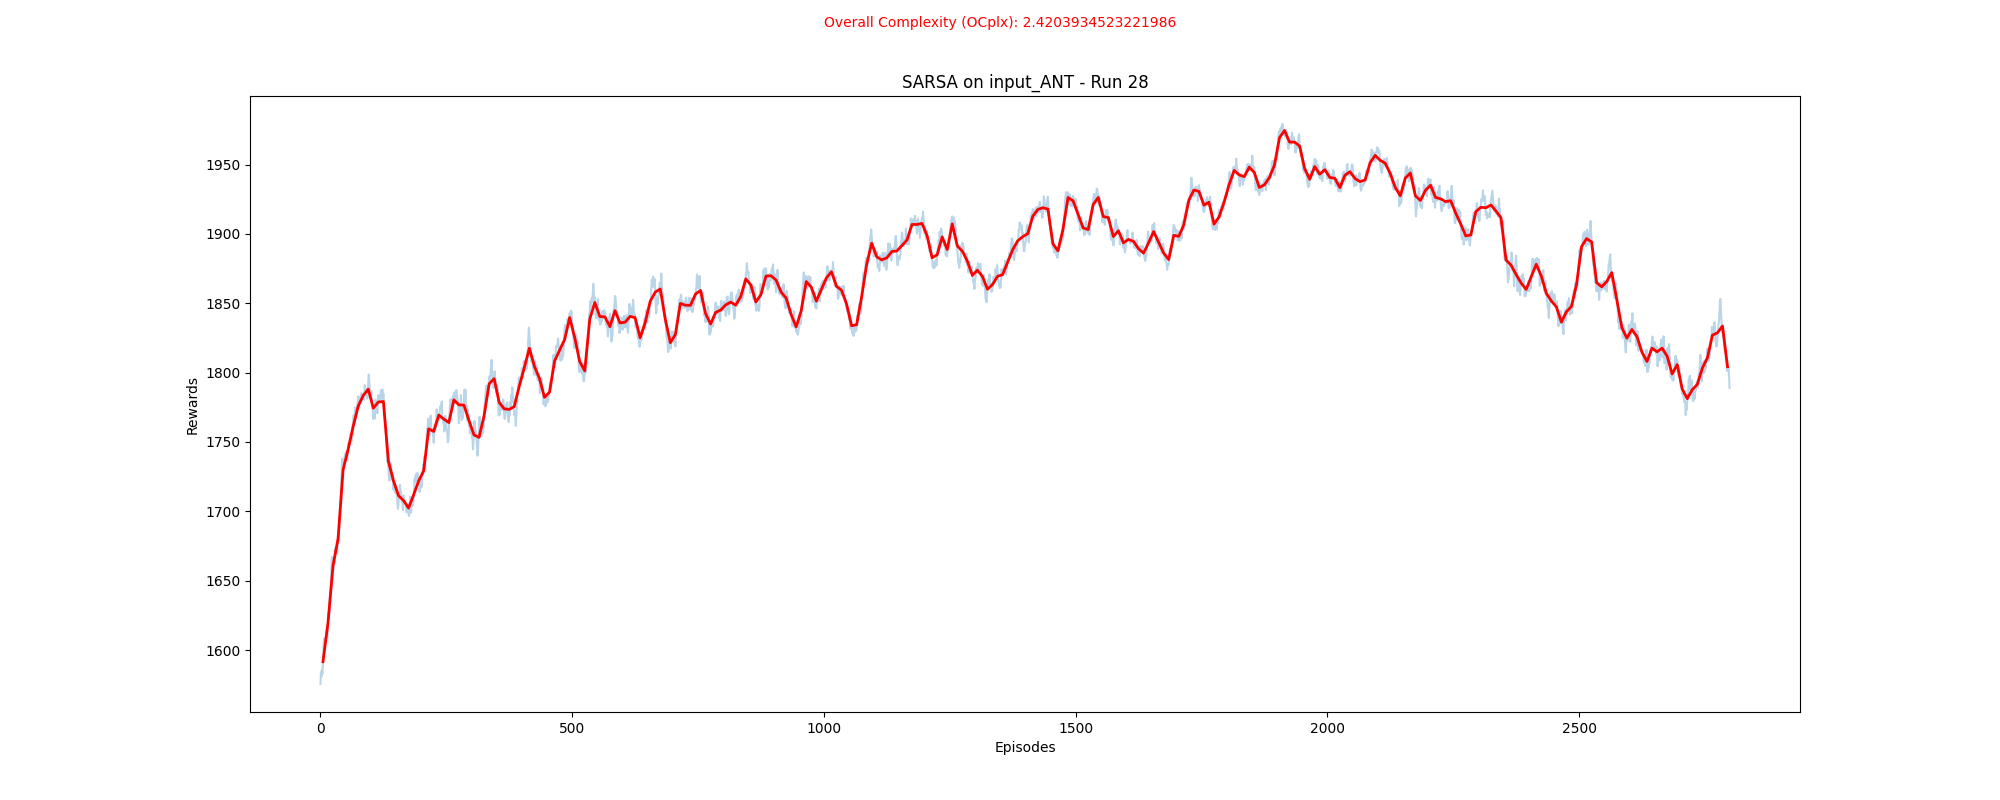 Overall Complexity (OCplx): 2.4203934523221986
SARSA on input_ANT - Run 28
1950
1900
1850
1800
1750
1700
1650
1600
Rewards
0 500 1000 1500 2000 2500
Episodes